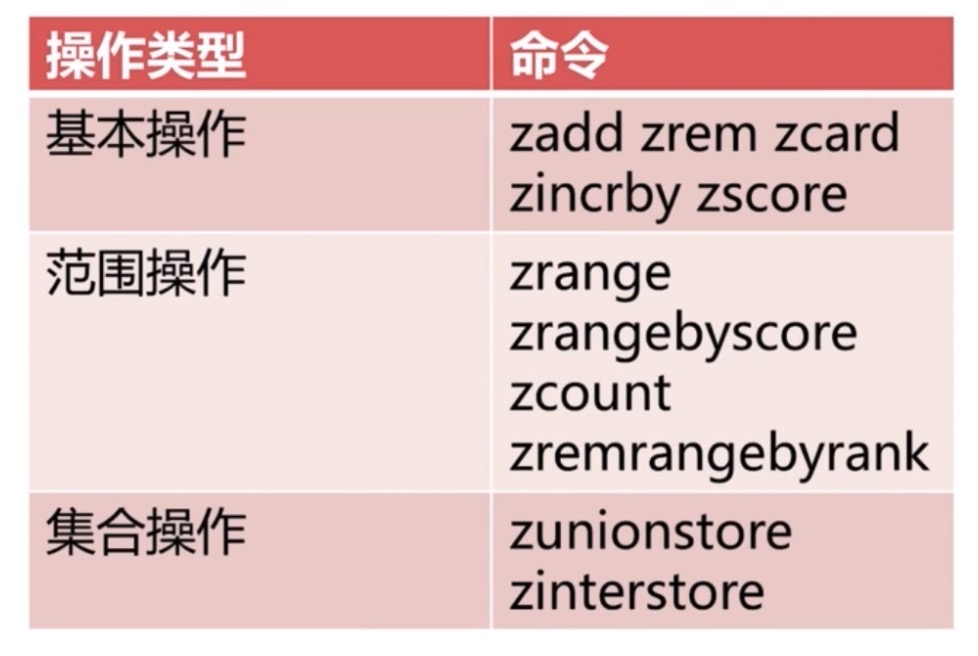 操作类型 命令
基本操作 zadd zrem zcard
zincrby zscore
范围操作 zrange
zrangebyscore
zcount
zremrangebyrank
集合操作 zunionstore
zinterstore